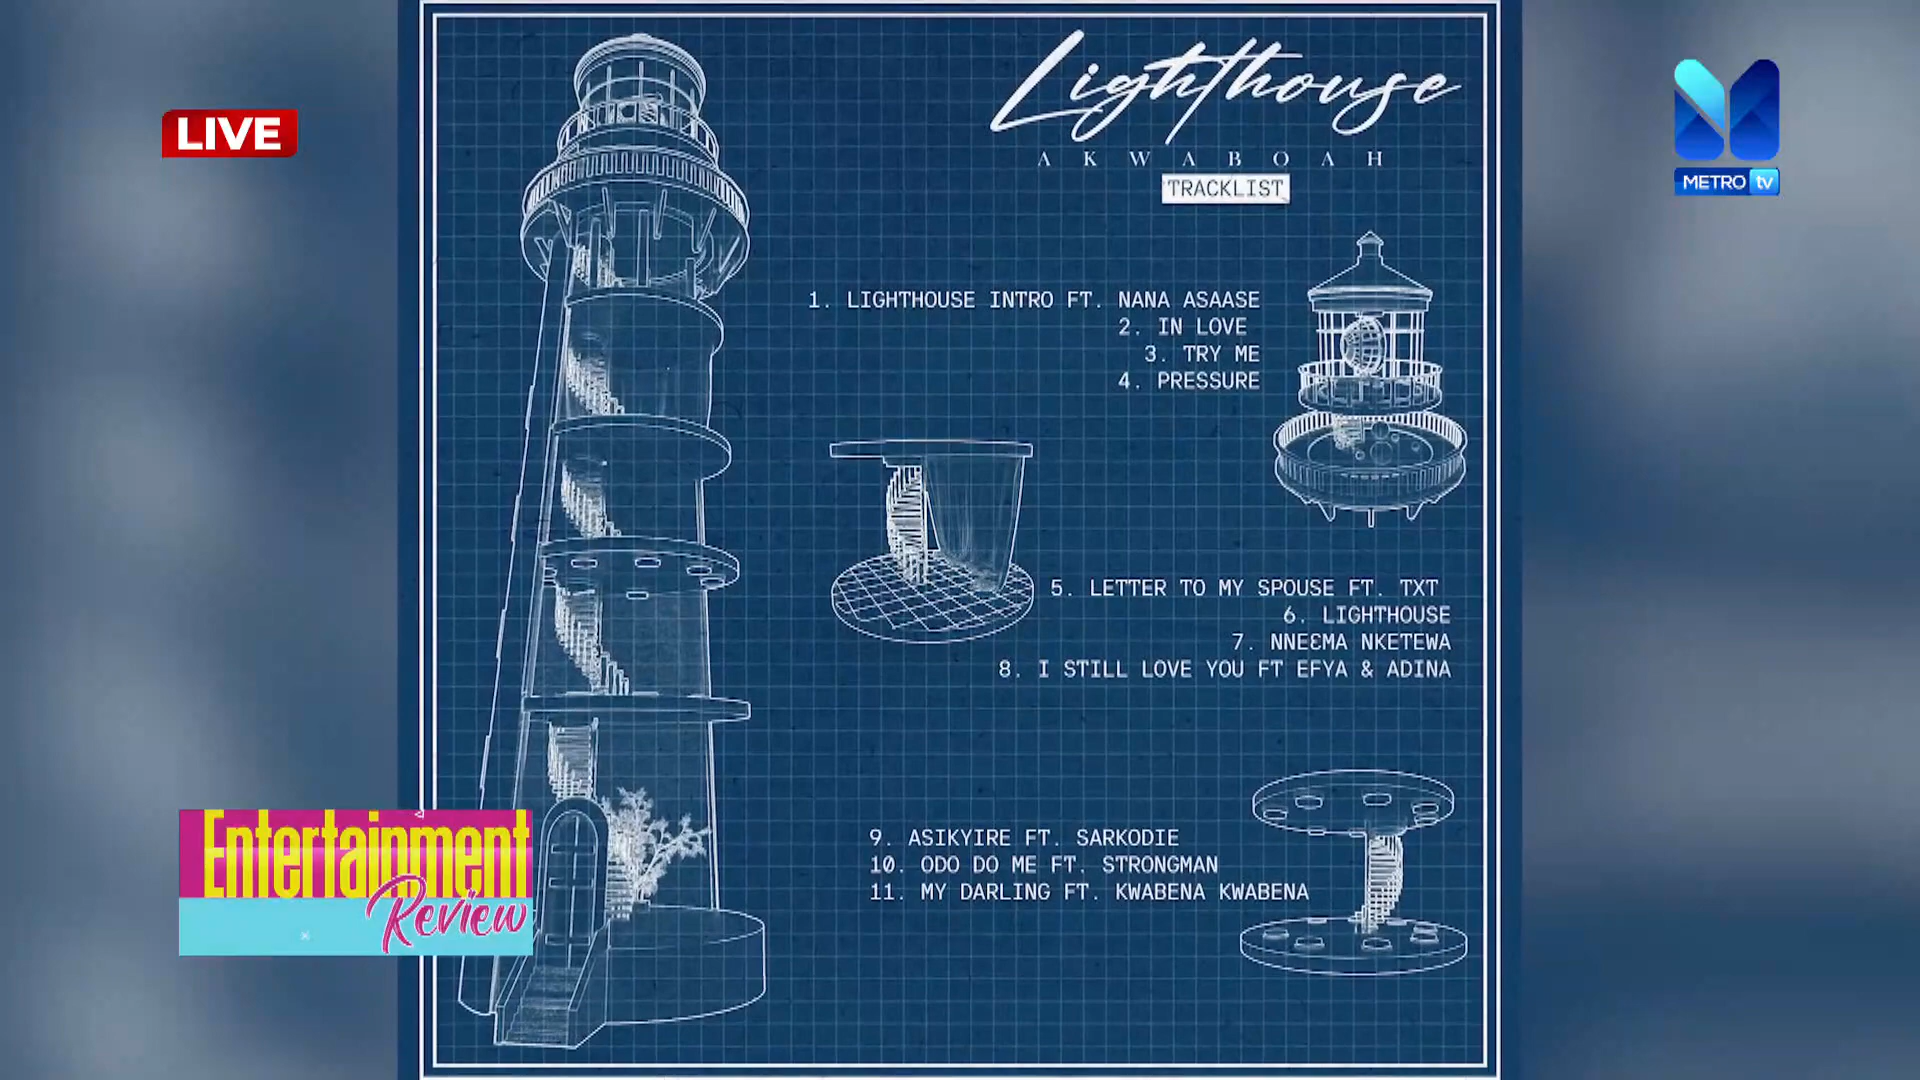 LIVE
Lighthouse
AKWABOAH
TRACKLIST
METRO tv
1. LIGHTHOUSE INTRO FT. NANA ASAASE
2. IN LOVE
3. TRY ME
4. PRESSURE
5. LETTER TO MY SPOUSE FT. TXT
6. LIGHTHOUSE
7. NNEƐMA NKETEWA
8. I STILL LOVE YOU FT EFYA & ADINA
9. ASIKYIRE FT. SARKODIE
10. ODO DO ME FT. STRONGMAN
11. MY DARLING FT. KWABENA KWABENA
Entertainment
Review